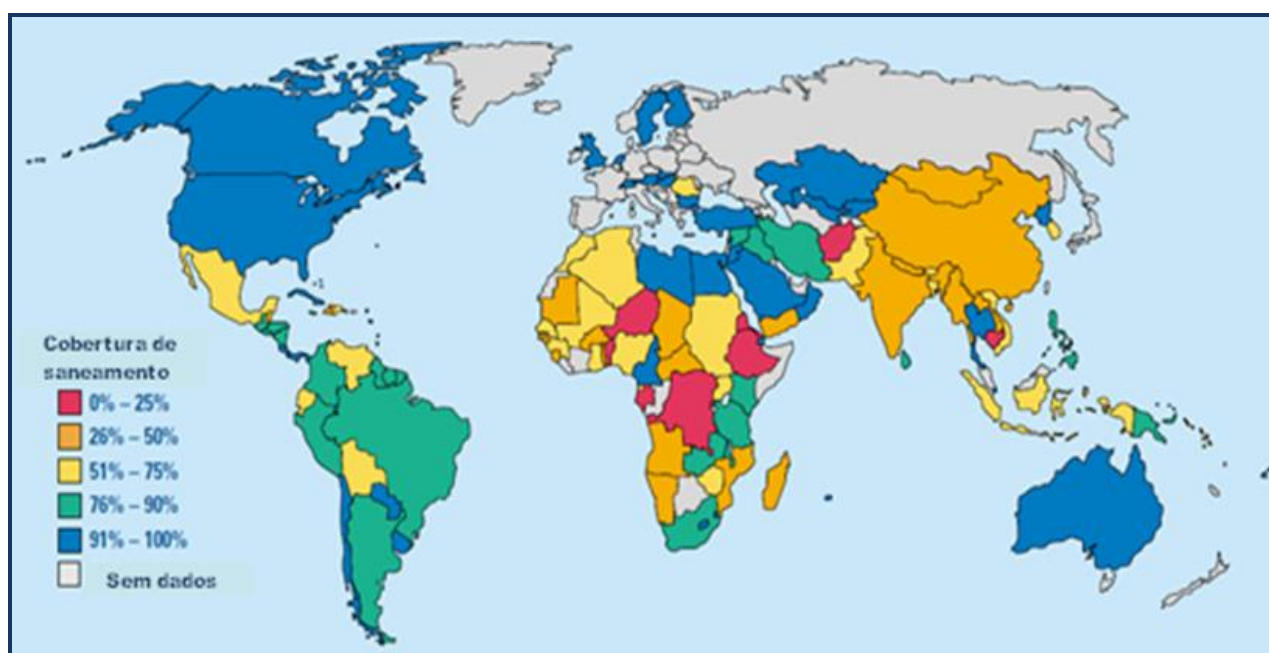 Cobertura de
saneamento
0% – 25%
26% – 50%
51% – 75%
76% – 90%
91% – 100%
Sem dados